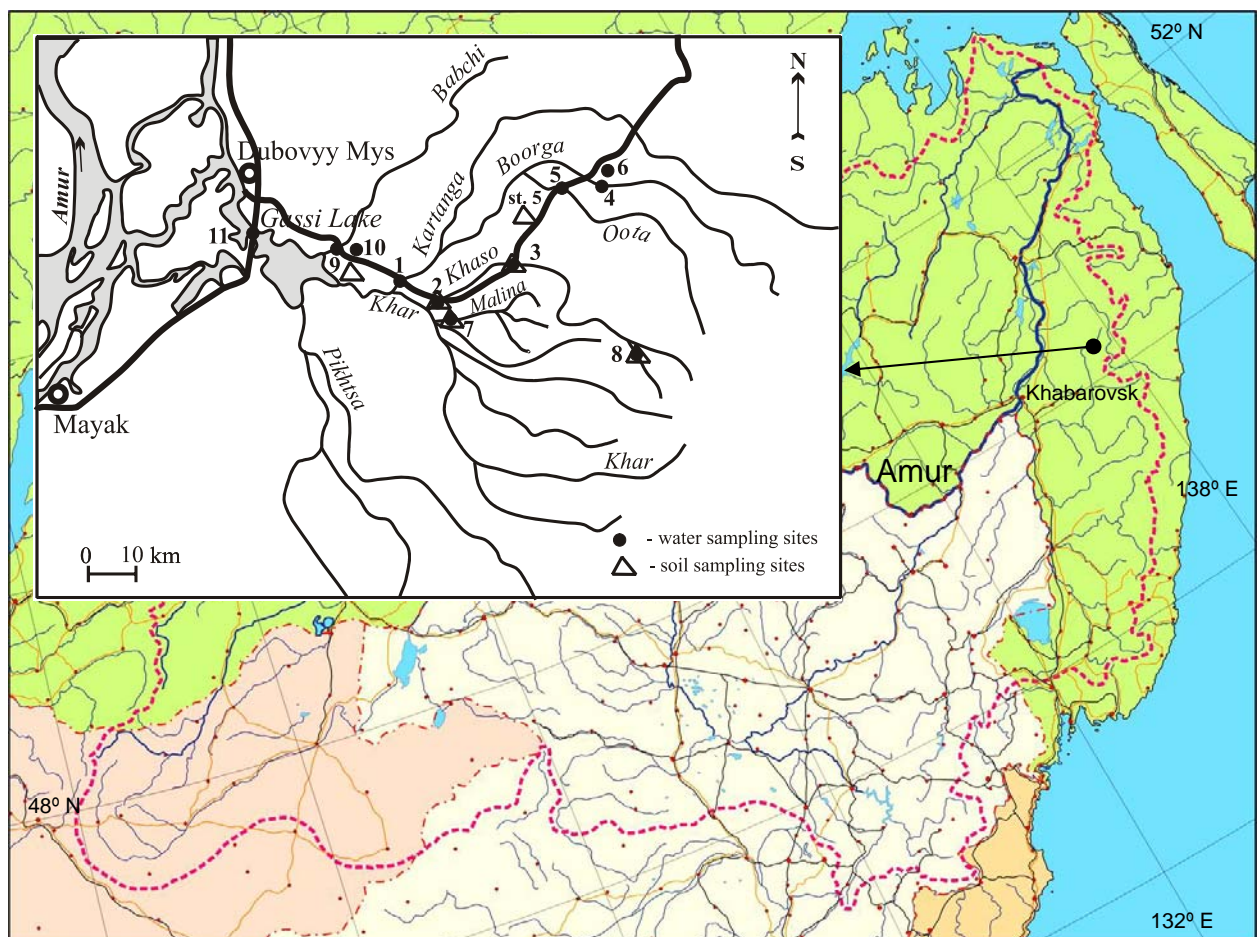 52º N
N
S
Babchi
Amur
Dubovyy Mys
Boorga
6
5
4
Kartanga
st. 5
Gassi Lake
Oota
11
10
9
1
Khaso
3
2
Malina
Khar
7
8
Pikhtsa
Mayak
Khar
0 10 km
- water sampling sites
- soil sampling sites
Khabarovsk
Amur
138º E
48º N
132º E